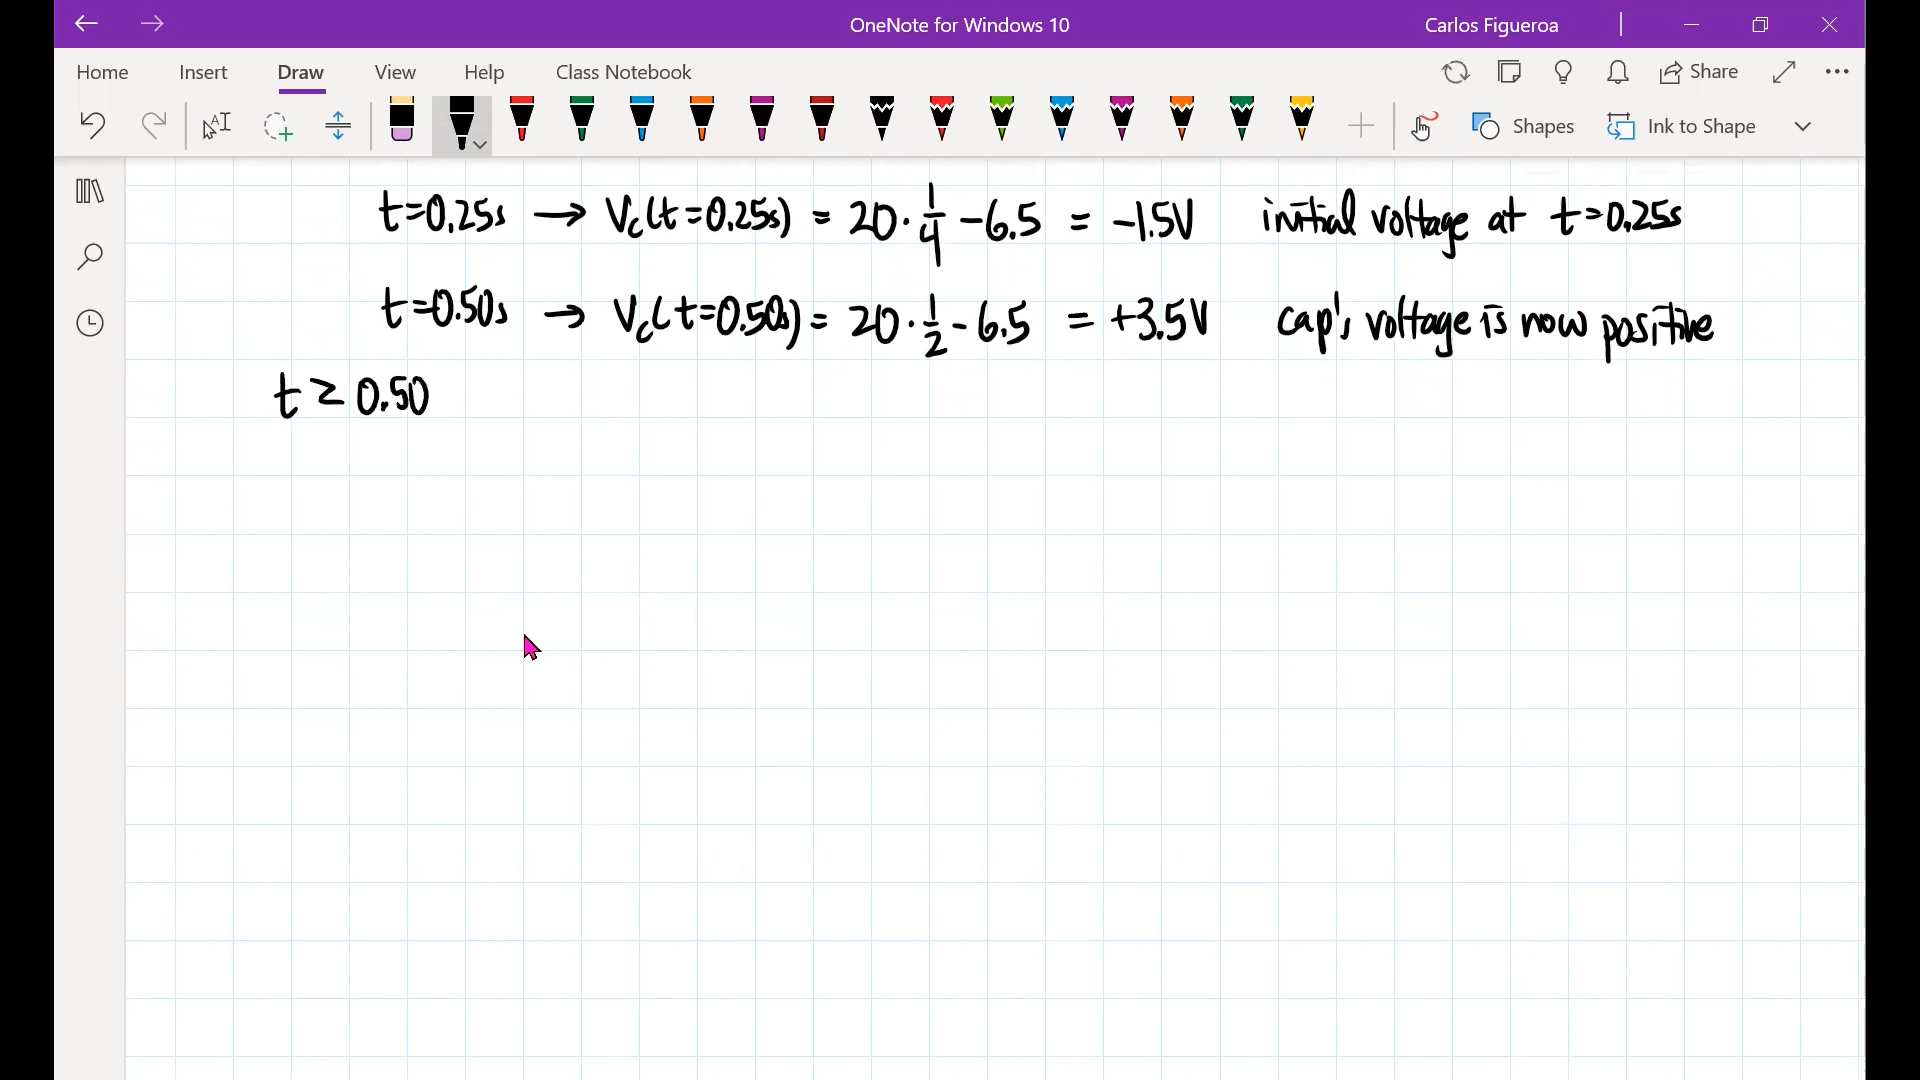 OneNote for Windows 10
Carlos Figueroa
Home Insert Draw View Help Class Notebook
Share
Shapes
Ink to Shape
t=0.25s → Vc(t=0.25s) = 20·1/4 -6.5 = -1.5V initial voltage at t=0.25s
t=0.50s → Vc(t=0.50s) = 20·1/2 - 6.5 = +3.5V cap's voltage is now positive
t ≥ 0.50